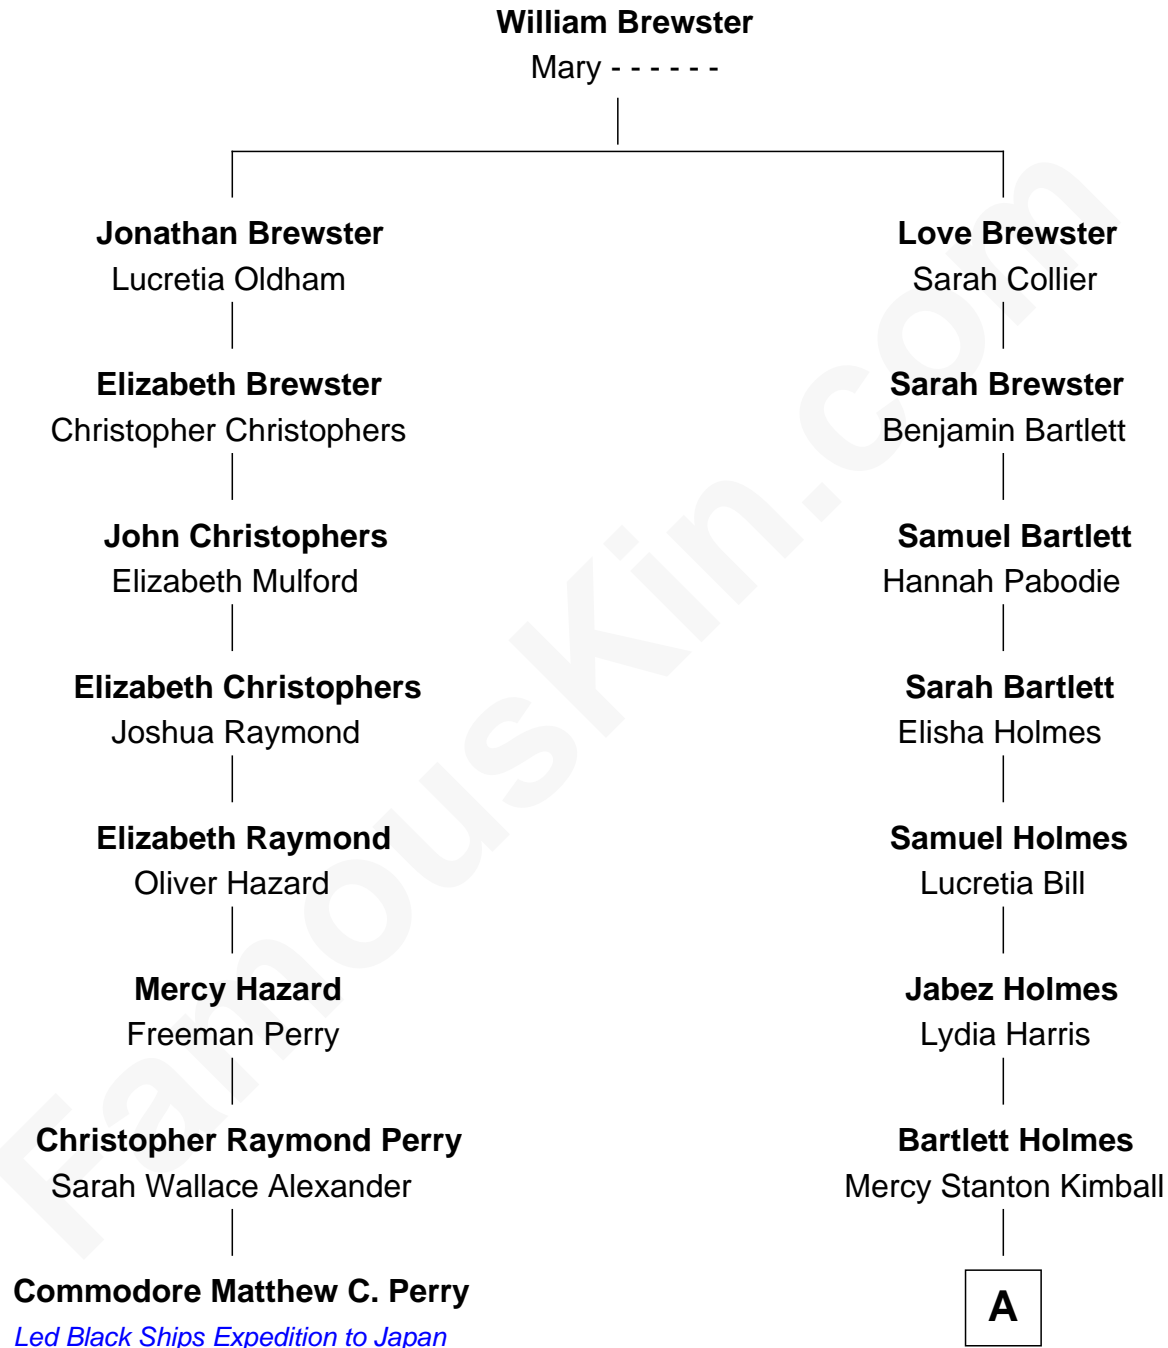 William Brewster
Mary - - - - - -
Jonathan Brewster
Lucretia Oldham
Love Brewster
Sarah Collier
Elizabeth Brewster
Christopher Christophers
Sarah Brewster
Benjamin Bartlett
John Christophers
Elizabeth Mulford
Samuel Bartlett
Hannah Pabodie
Elizabeth Christophers
Joshua Raymond
Sarah Bartlett
Elisha Holmes
Elizabeth Raymond
Oliver Hazard
Samuel Holmes
Lucretia Bill
Mercy Hazard
Freeman Perry
Jabez Holmes
Lydia Harris
Christopher Raymond Perry
Sarah Wallace Alexander
Bartlett Holmes
Mercy Stanton Kimball
Commodore Matthew C. Perry
Led Black Ships Expedition to Japan
A
FamousKin.com